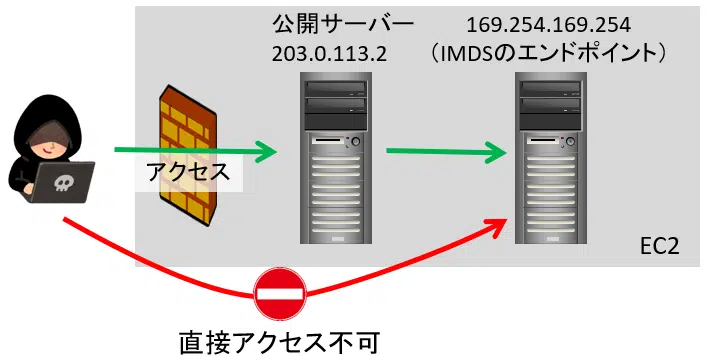 公開サーバー
203.0.113.2
169.254.169.254
（IMDSのエンドポイント）
アクセス
EC2
直接アクセス不可